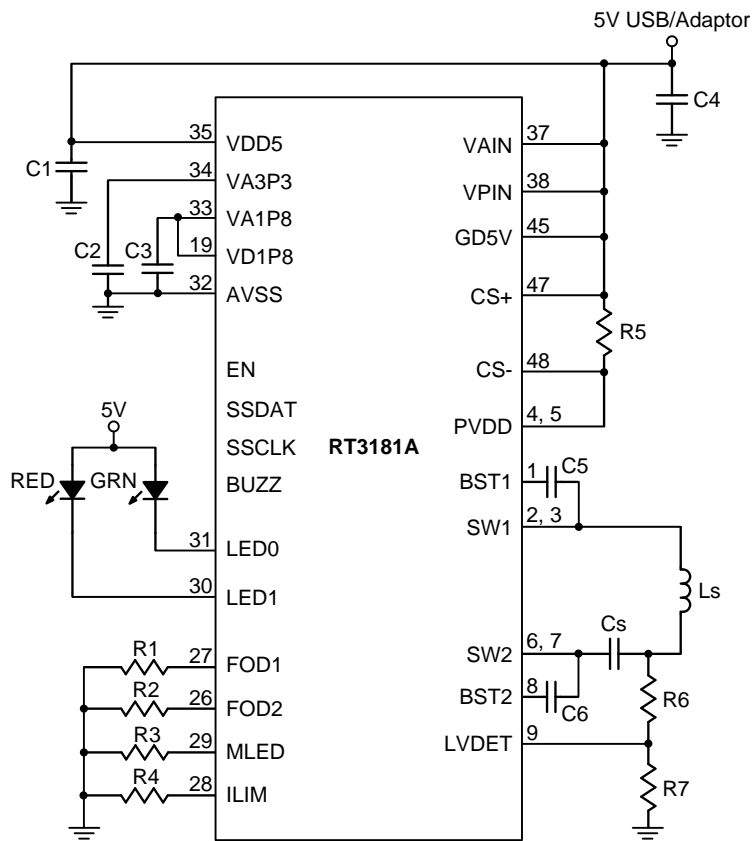 5V USB/Adaptor
C4
35 VDD5
C1
34 VA3P3
33 VA1P8
C2 C3
19 VD1P8
32 AVSS
EN
SSDAT
SSCLK
BUZZ
5V
RED GRN
31 LED0
30 LED1
R1 27 FOD1
R2 26 FOD2
R3 29 MLED
R4 28 ILIM
RT3181A
VAIN 37
VPIN 38
GD5V 45
CS+ 47
R5
CS- 48
PVDD 4, 5
BST1 1 C5
SW1 2, 3
Ls
Cs
SW2 6, 7
BST2 8 C6
R6
LVDET 9
R7